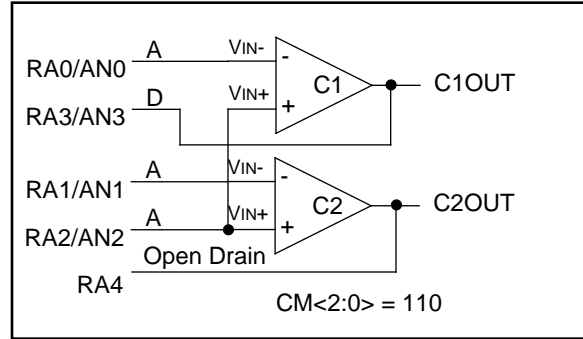 RA0/AN0 A VIN- - C1 C1OUT
RA3/AN3 D VIN+ +
RA1/AN1 A VIN- - C2 C2OUT
RA2/AN2 A VIN+ +
Open Drain
RA4
CM<2:0> = 110